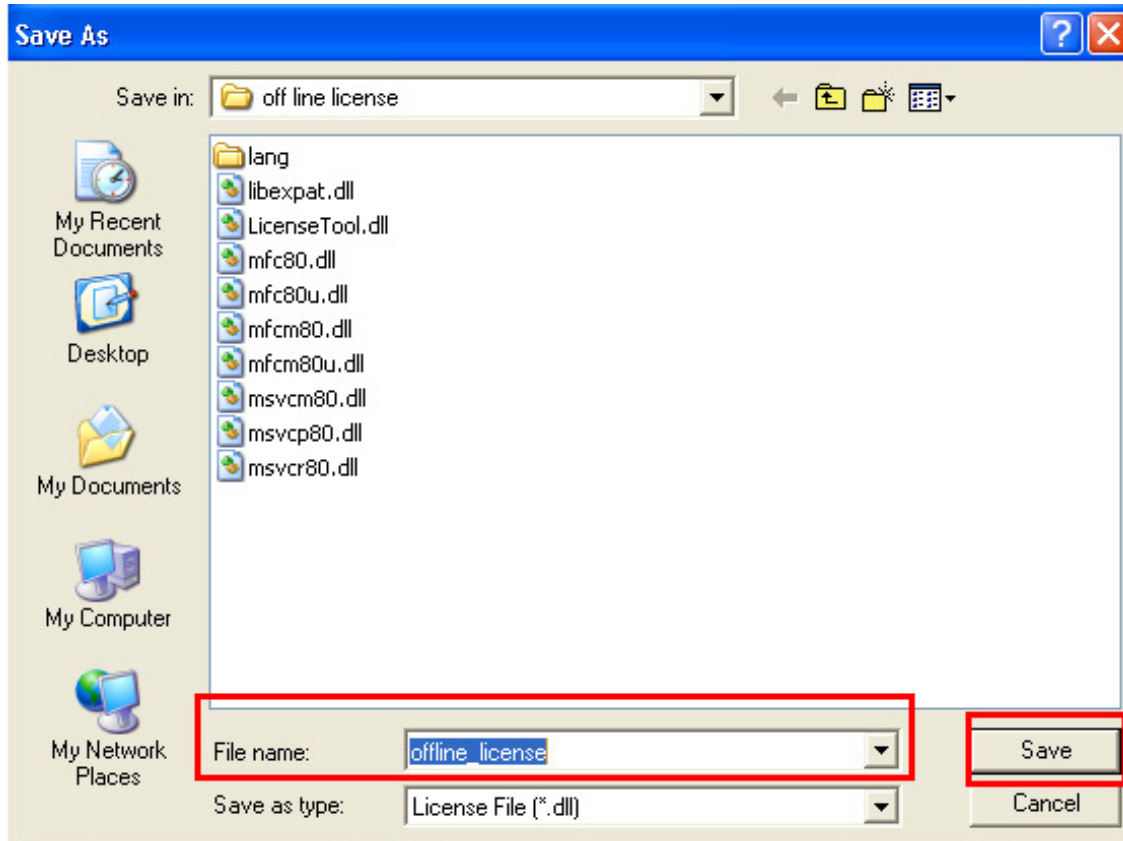 Save As
Save in:
off line license
My Recent
Documents
Desktop
My Documents
My Computer
My Network
Places
lang
libexpat.dll
LicenseTool.dll
mfc80.dll
mfc80u.dll
mfcm80.dll
mfcm80u.dll
msvcm80.dll
msvcp80.dll
msvcr80.dll
File name:
offline_license
Save
Save as type:
License File (*.dll)
Cancel